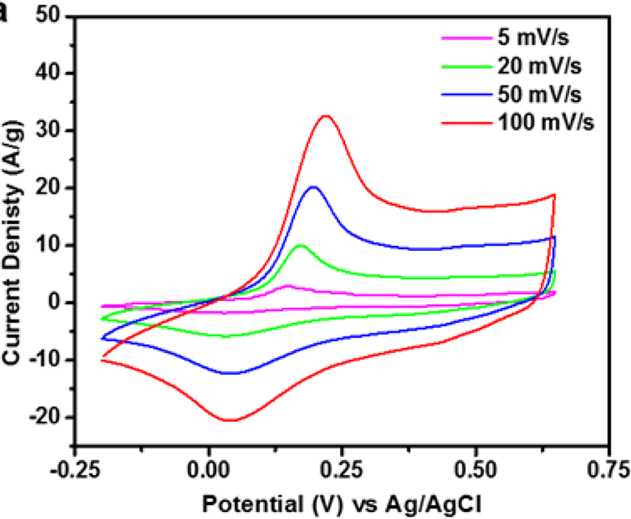 a
50
40
30
20
10
0
-10
-20
Current Denisty (A/g)
5 mV/s
20 mV/s
50 mV/s
100 mV/s
-0.25 0.00 0.25 0.50 0.75
Potential (V) vs Ag/AgCl